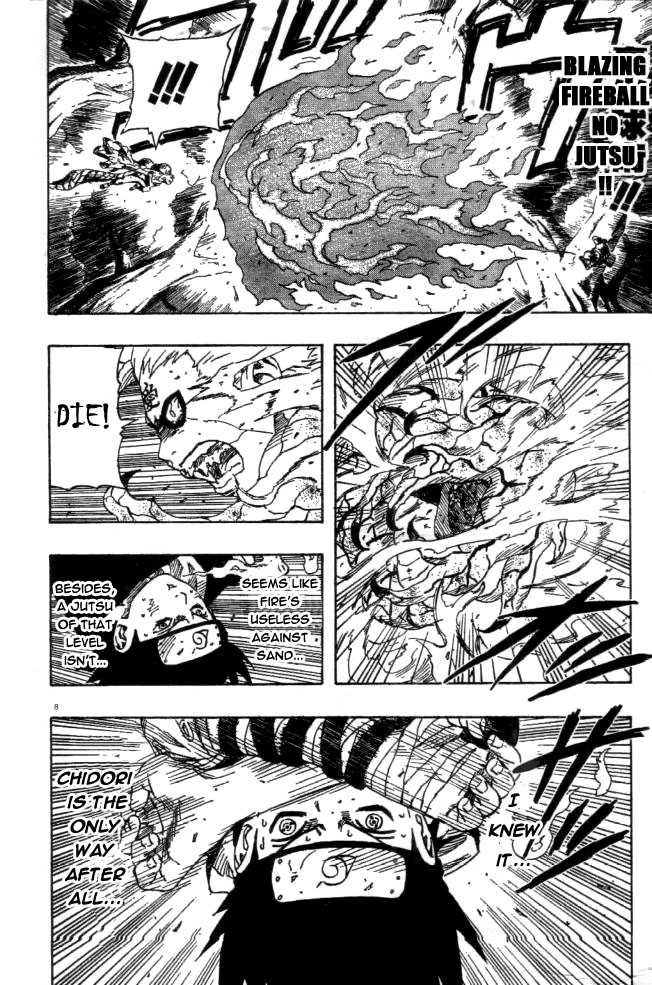 BLAZING
FIREBALL
NO
JUTSU
!!
!!!
DIE!
SEEMS LIKE
FIRE'S
USELESS
AGAINST
SAND...
BESIDES,
A JUTSU
OF THAT
LEVEL
ISN'T...
8
I
KNEW
IT...
CHIDORI
IS THE
ONLY
WAY
AFTER
ALL...